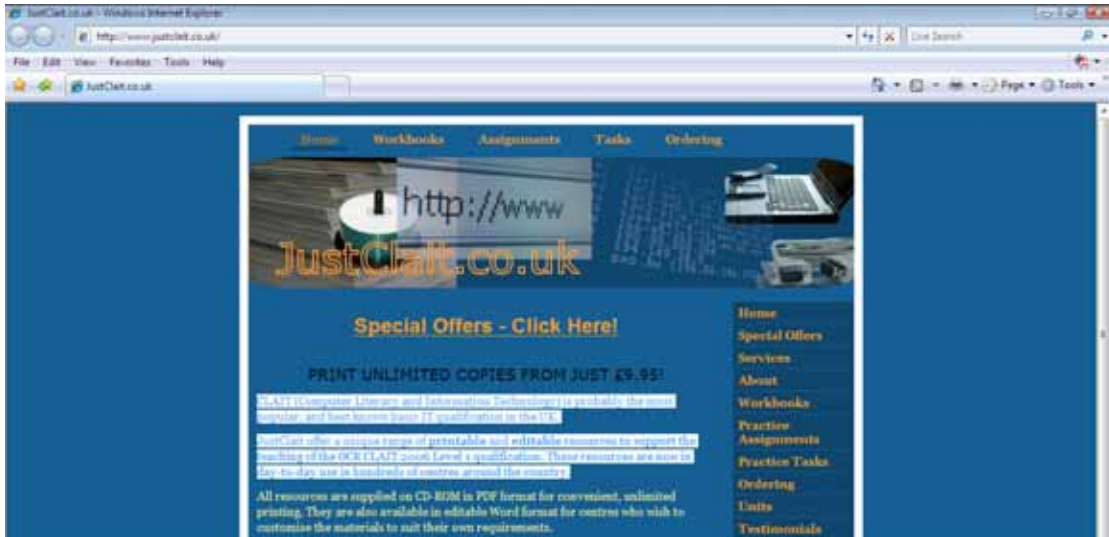 JustClait.co.uk - Windows Internet Explorer
http://www.justclait.co.uk/
Live Search
File Edit View Favorites Tools Help
JustClait.co.uk
Page Tools
Home Workbooks Assignments Tasks Ordering
http://www
JustClait.co.uk
Special Offers - Click Here!
PRINT UNLIMITED COPIES FROM JUST £9.95!
CLAIT (Computer Literacy and Information Technology) is probably the most
popular, and best known basic IT qualification in the UK.
JustClait offer a unique range of printable and editable resources to support the
teaching of the OCR CLAIT 2006 Level 1 qualification. These resources are now in
day-to-day use in hundreds of centres around the country.
All resources are supplied on CD-ROM in PDF format for convenient, unlimited
printing. They are also available in editable Word format for centres who wish to
customise the materials to suit their own requirements.
Home
Special Offers
Services
About
Workbooks
Practice
Assignments
Practice Tasks
Ordering
Units
Testimonials